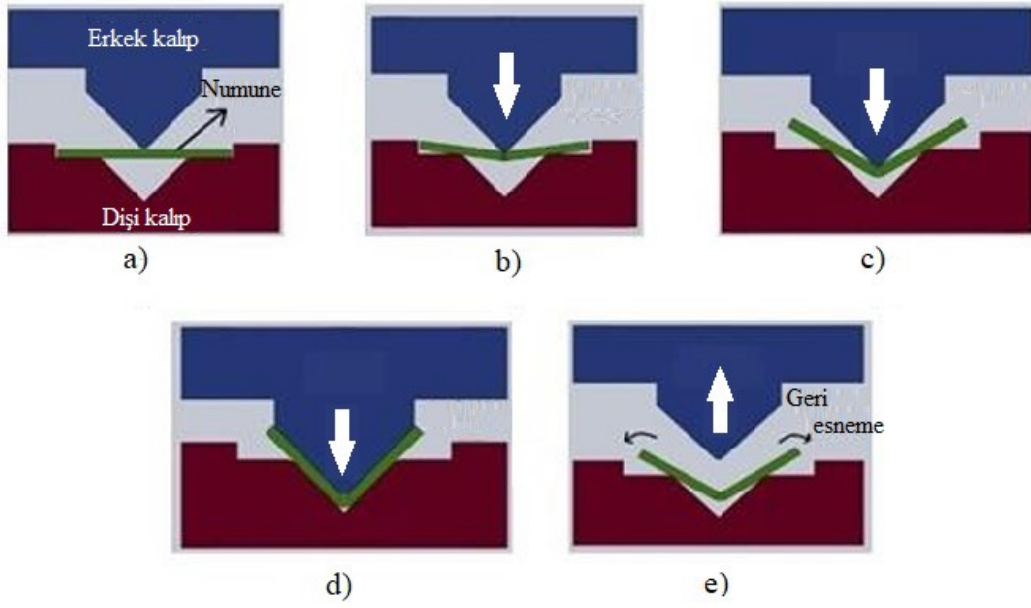 Erkek kalıp
Numune
Dişi kalıp
a)
b)
c)
Geri
esneme
d)
e)